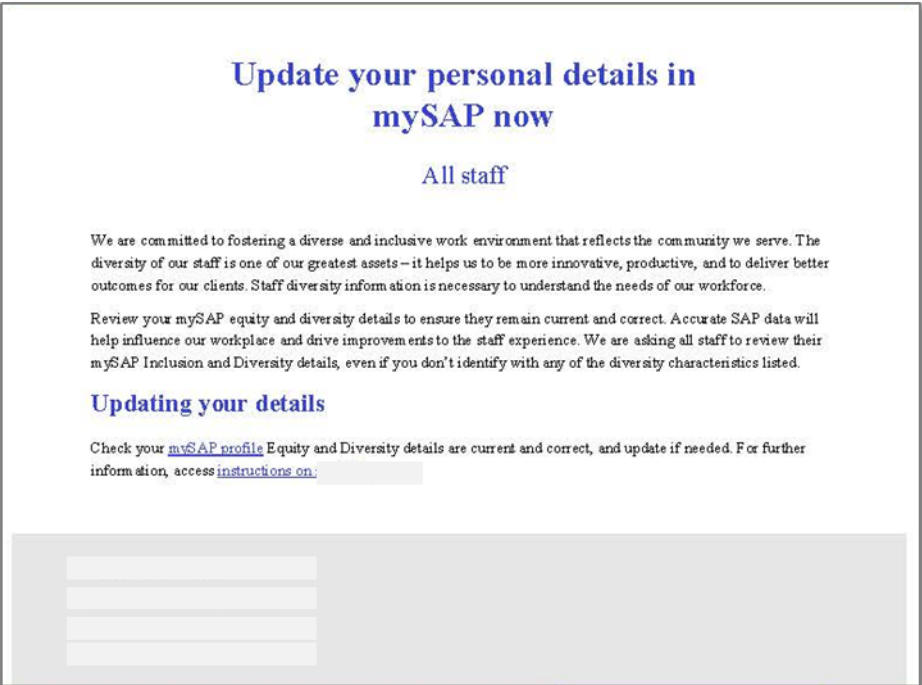 Update your personal details in
mySAP now
All staff
We are committed to fostering a diverse and inclusive work environment that reflects the community we serve. The
diversity of our staff is one of our greatest assets – it helps us to be more innovative, productive, and to deliver better
outcomes for our clients. Staff diversity information is necessary to understand the needs of our workforce.
Review your mySAP equity and diversity details to ensure they remain current and correct. Accurate SAP data will
help influence our workplace and drive improvements to the staff experience. We are asking all staff to review their
mySAP Inclusion and Diversity details, even if you don't identify with any of the diversity characteristics listed.
Updating your details
Check your mySAP profile Equity and Diversity details are current and correct, and update if needed. For further
information, access instructions on